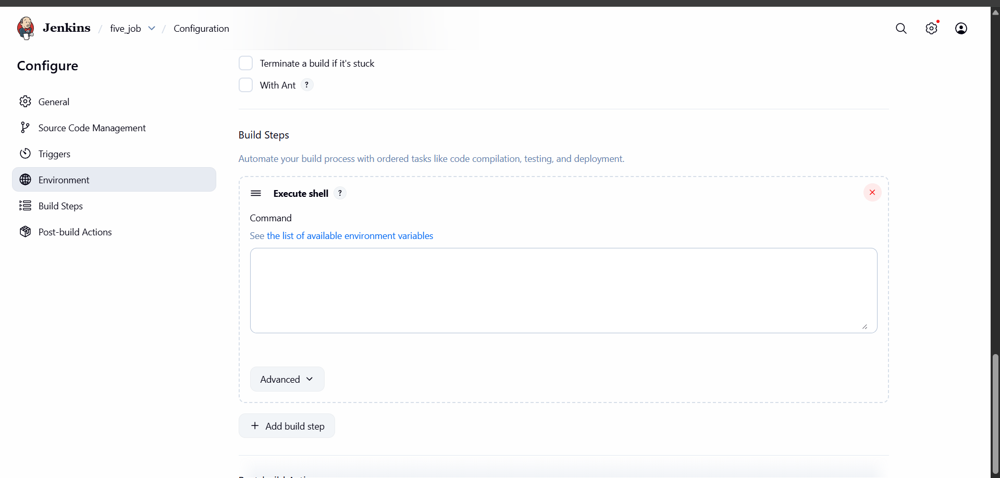 Jenkins / five_job / Configuration
Configure
General
Source Code Management
Triggers
Environment
Build Steps
Post-build Actions
Terminate a build if it's stuck
With Ant ?
Build Steps
Automate your build process with ordered tasks like code compilation, testing, and deployment.
Execute shell ?
Command
See the list of available environment variables
Advanced
+ Add build step